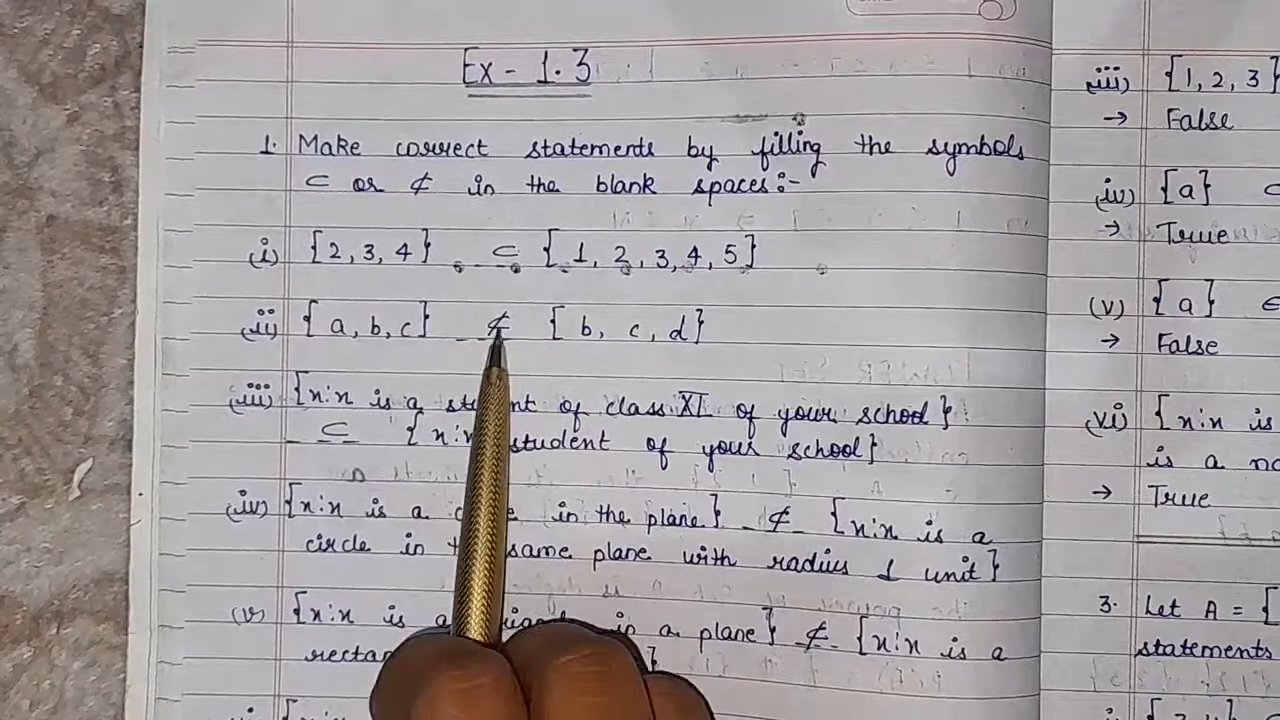 Ex - 1.3
1. Make correct statements by filling the symbols
⊂ or ⊄ in the blank spaces:-
(i) {2, 3, 4} ⊂ {1, 2, 3, 4, 5}
(ii) {a, b, c} ⊄ {b, c, d}
(iii) {x:x is a student of class XI of your school}
⊂ {x:x student of your school}
(iv) {x:x is a in the plane} ⊄ {x:x is a
circle in same plane with radius 1 unit}
(v) {x:x is a in a plane} ⊄ {x:x is a
(iii) {1, 2, 3}
→ False
(iv) {a} ⊂
→ True
(v) {a} ∈
→ False
(vi) {x:x is
is a
→ True
3. Let A = {
statements